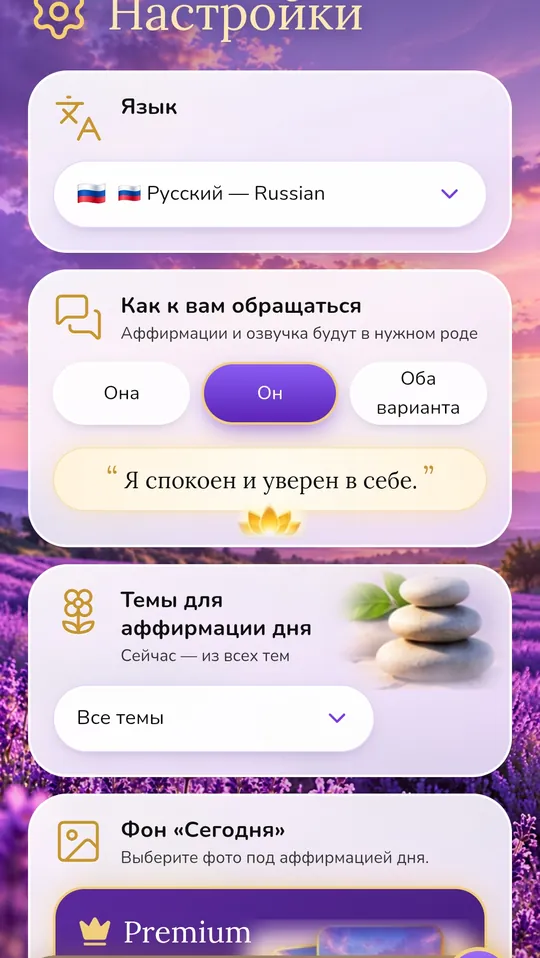 Настройки
Язык
🇷🇺 🇷🇺 Русский — Russian
Как к вам обращаться
Аффирмации и озвучка будут в нужном роде
Она
Он
Оба
варианта
“ Я спокоен и уверен в себе. ”
Темы для
аффирмации дня
Сейчас — из всех тем
Все темы
Фон «Сегодня»
Выберите фото под аффирмацией дня.
Premium